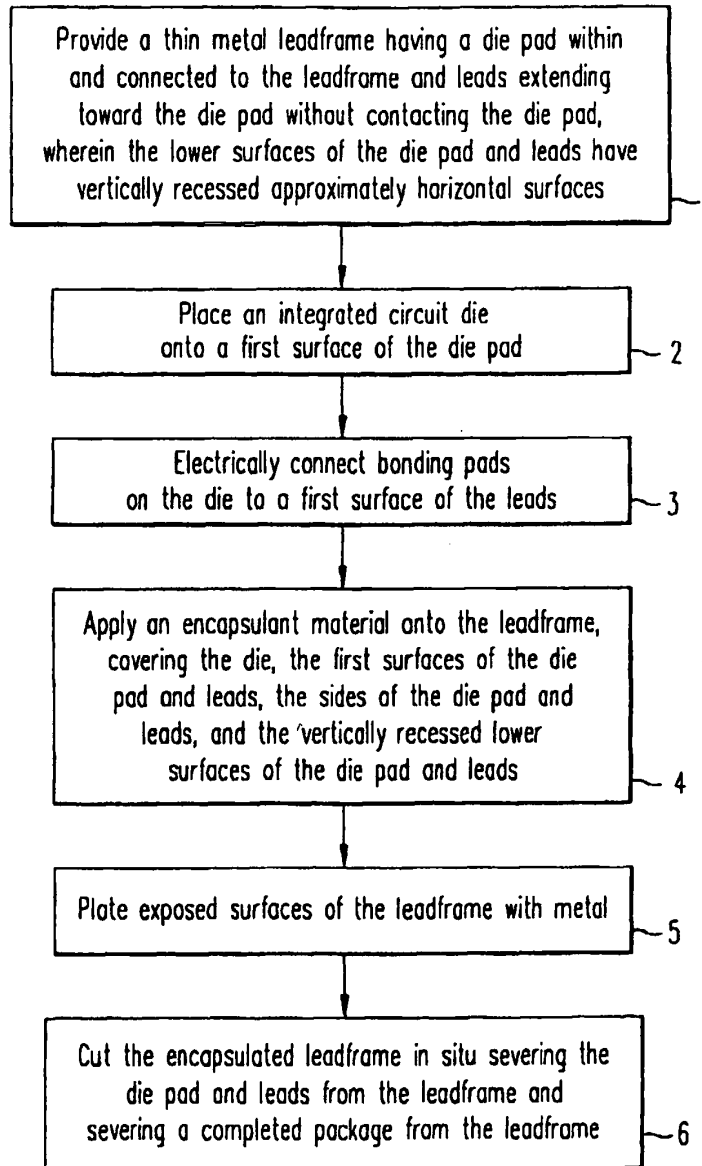 Provide a thin metal leadframe having a die pad within
and connected to the leadframe and leads extending
toward the die pad without contacting the die pad,
wherein the lower surfaces of the die pad and leads have
vertically recessed approximately horizontal surfaces
Place an integrated circuit die
onto a first surface of the die pad
2
Electrically connect bonding pads
on the die to a first surface of the leads
3
Apply an encapsulant material onto the leadframe,
covering the die, the first surfaces of the die
pad and leads, the sides of the die pad and
leads, and the vertically recessed lower
surfaces of the die pad and leads
4
Plate exposed surfaces of the leadframe with metal
5
Cut the encapsulated leadframe in situ severing the
die pad and leads from the leadframe and
severing a completed package from the leadframe
6